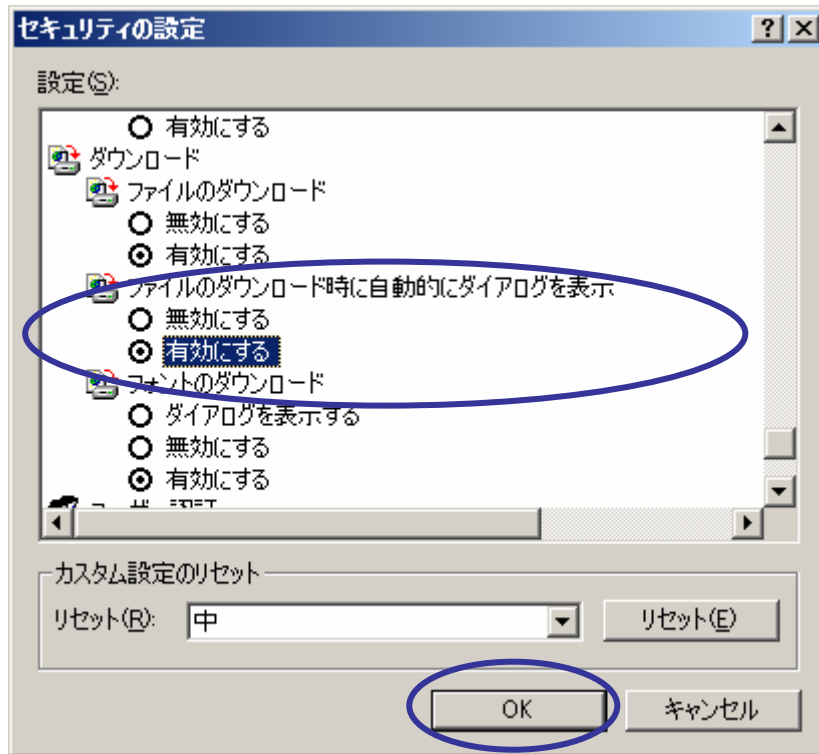 セキュリティの設定
設定(S):
有効にする
ダウンロード
ファイルのダウンロード
無効にする
有効にする
ファイルのダウンロード時に自動的にダイアログを表示
無効にする
有効にする
フォントのダウンロード
ダイアログを表示する
無効にする
有効にする
ユーザー認証
カスタム設定のリセット
リセット(R): 中 リセット(E)
OK キャンセル